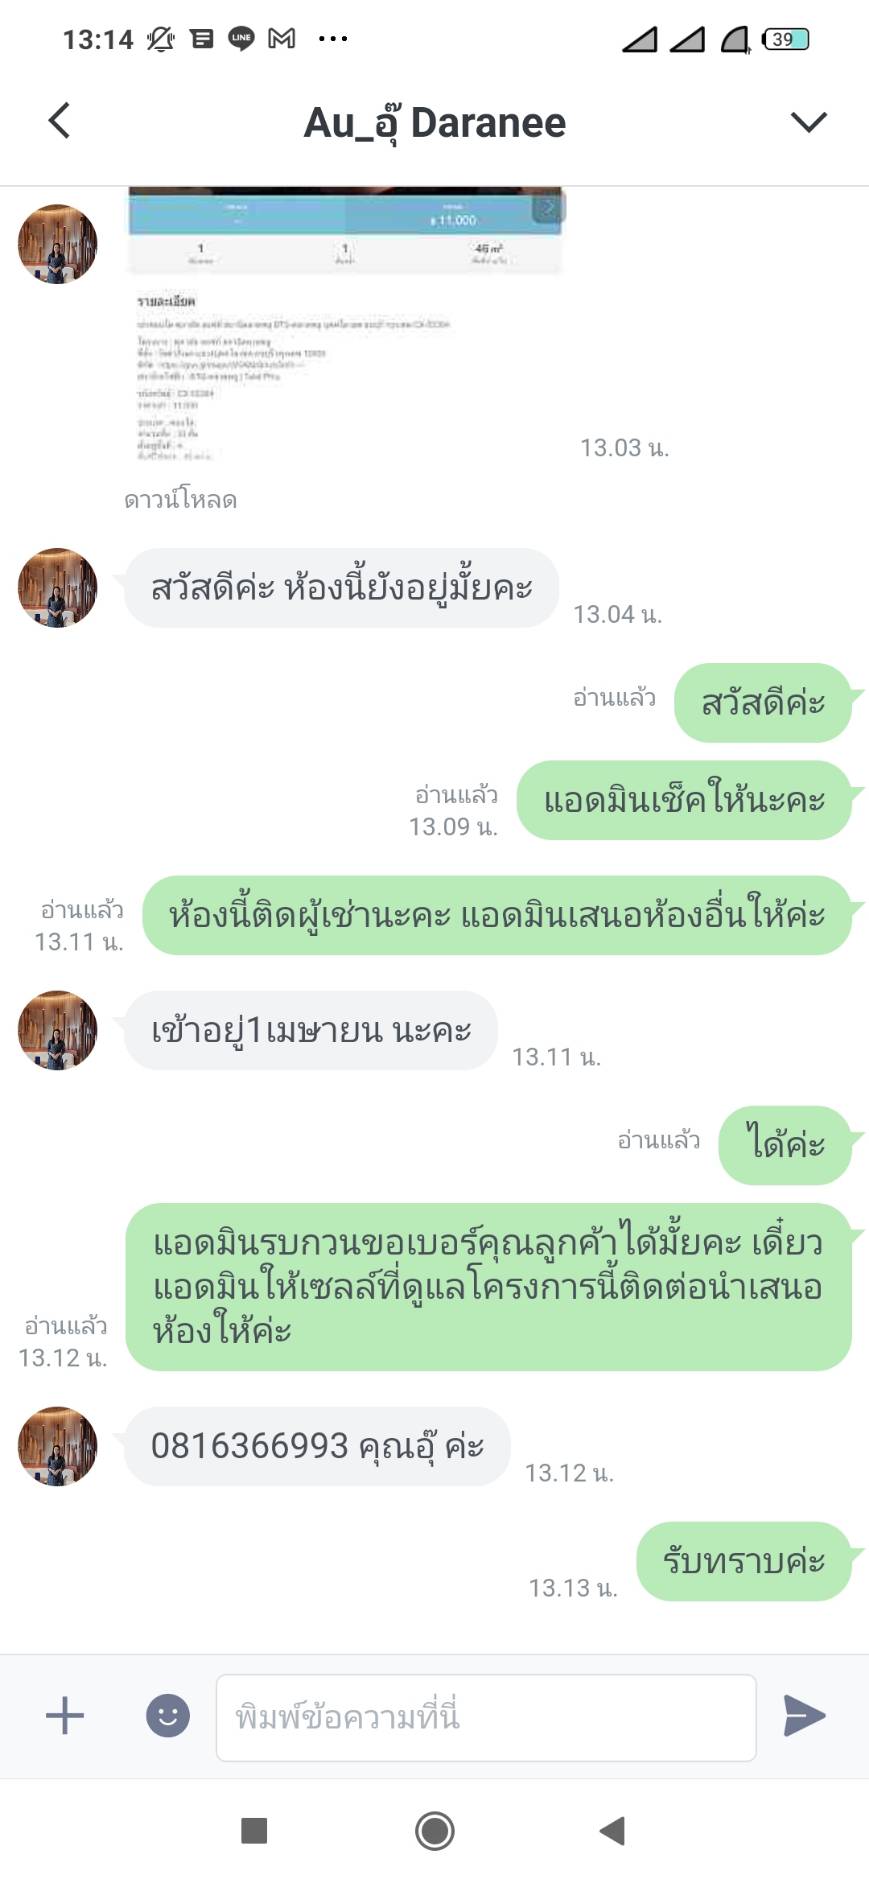 13:14
LINE
39
Au_อุ๊ Daranee
฿ 11,000
1
1
46 m²
รายละเอียด
13.03 น.
ดาวน์โหลด
สวัสดีค่ะ ห้องนี้ยังอยู่มั้ยคะ
13.04 น.
อ่านแล้ว
สวัสดีค่ะ
อ่านแล้ว
13.09 น.
แอดมินเช็คให้นะคะ
อ่านแล้ว
13.11 น.
ห้องนี้ติดผู้เช่านะคะ แอดมินเสนอห้องอื่นให้ค่ะ
เข้าอยู่1เมษายน นะคะ
13.11 น.
อ่านแล้ว
ได้ค่ะ
แอดมินรบกวนขอเบอร์คุณลูกค้าได้มั้ยคะ เดี๋ยว
แอดมินให้เซลล์ที่ดูแลโครงการนี้ติดต่อนำเสนอ
ห้องให้ค่ะ
อ่านแล้ว
13.12 น.
0816366993 คุณอุ๊ ค่ะ
13.12 น.
รับทราบค่ะ
13.13 น.
พิมพ์ข้อความที่นี่